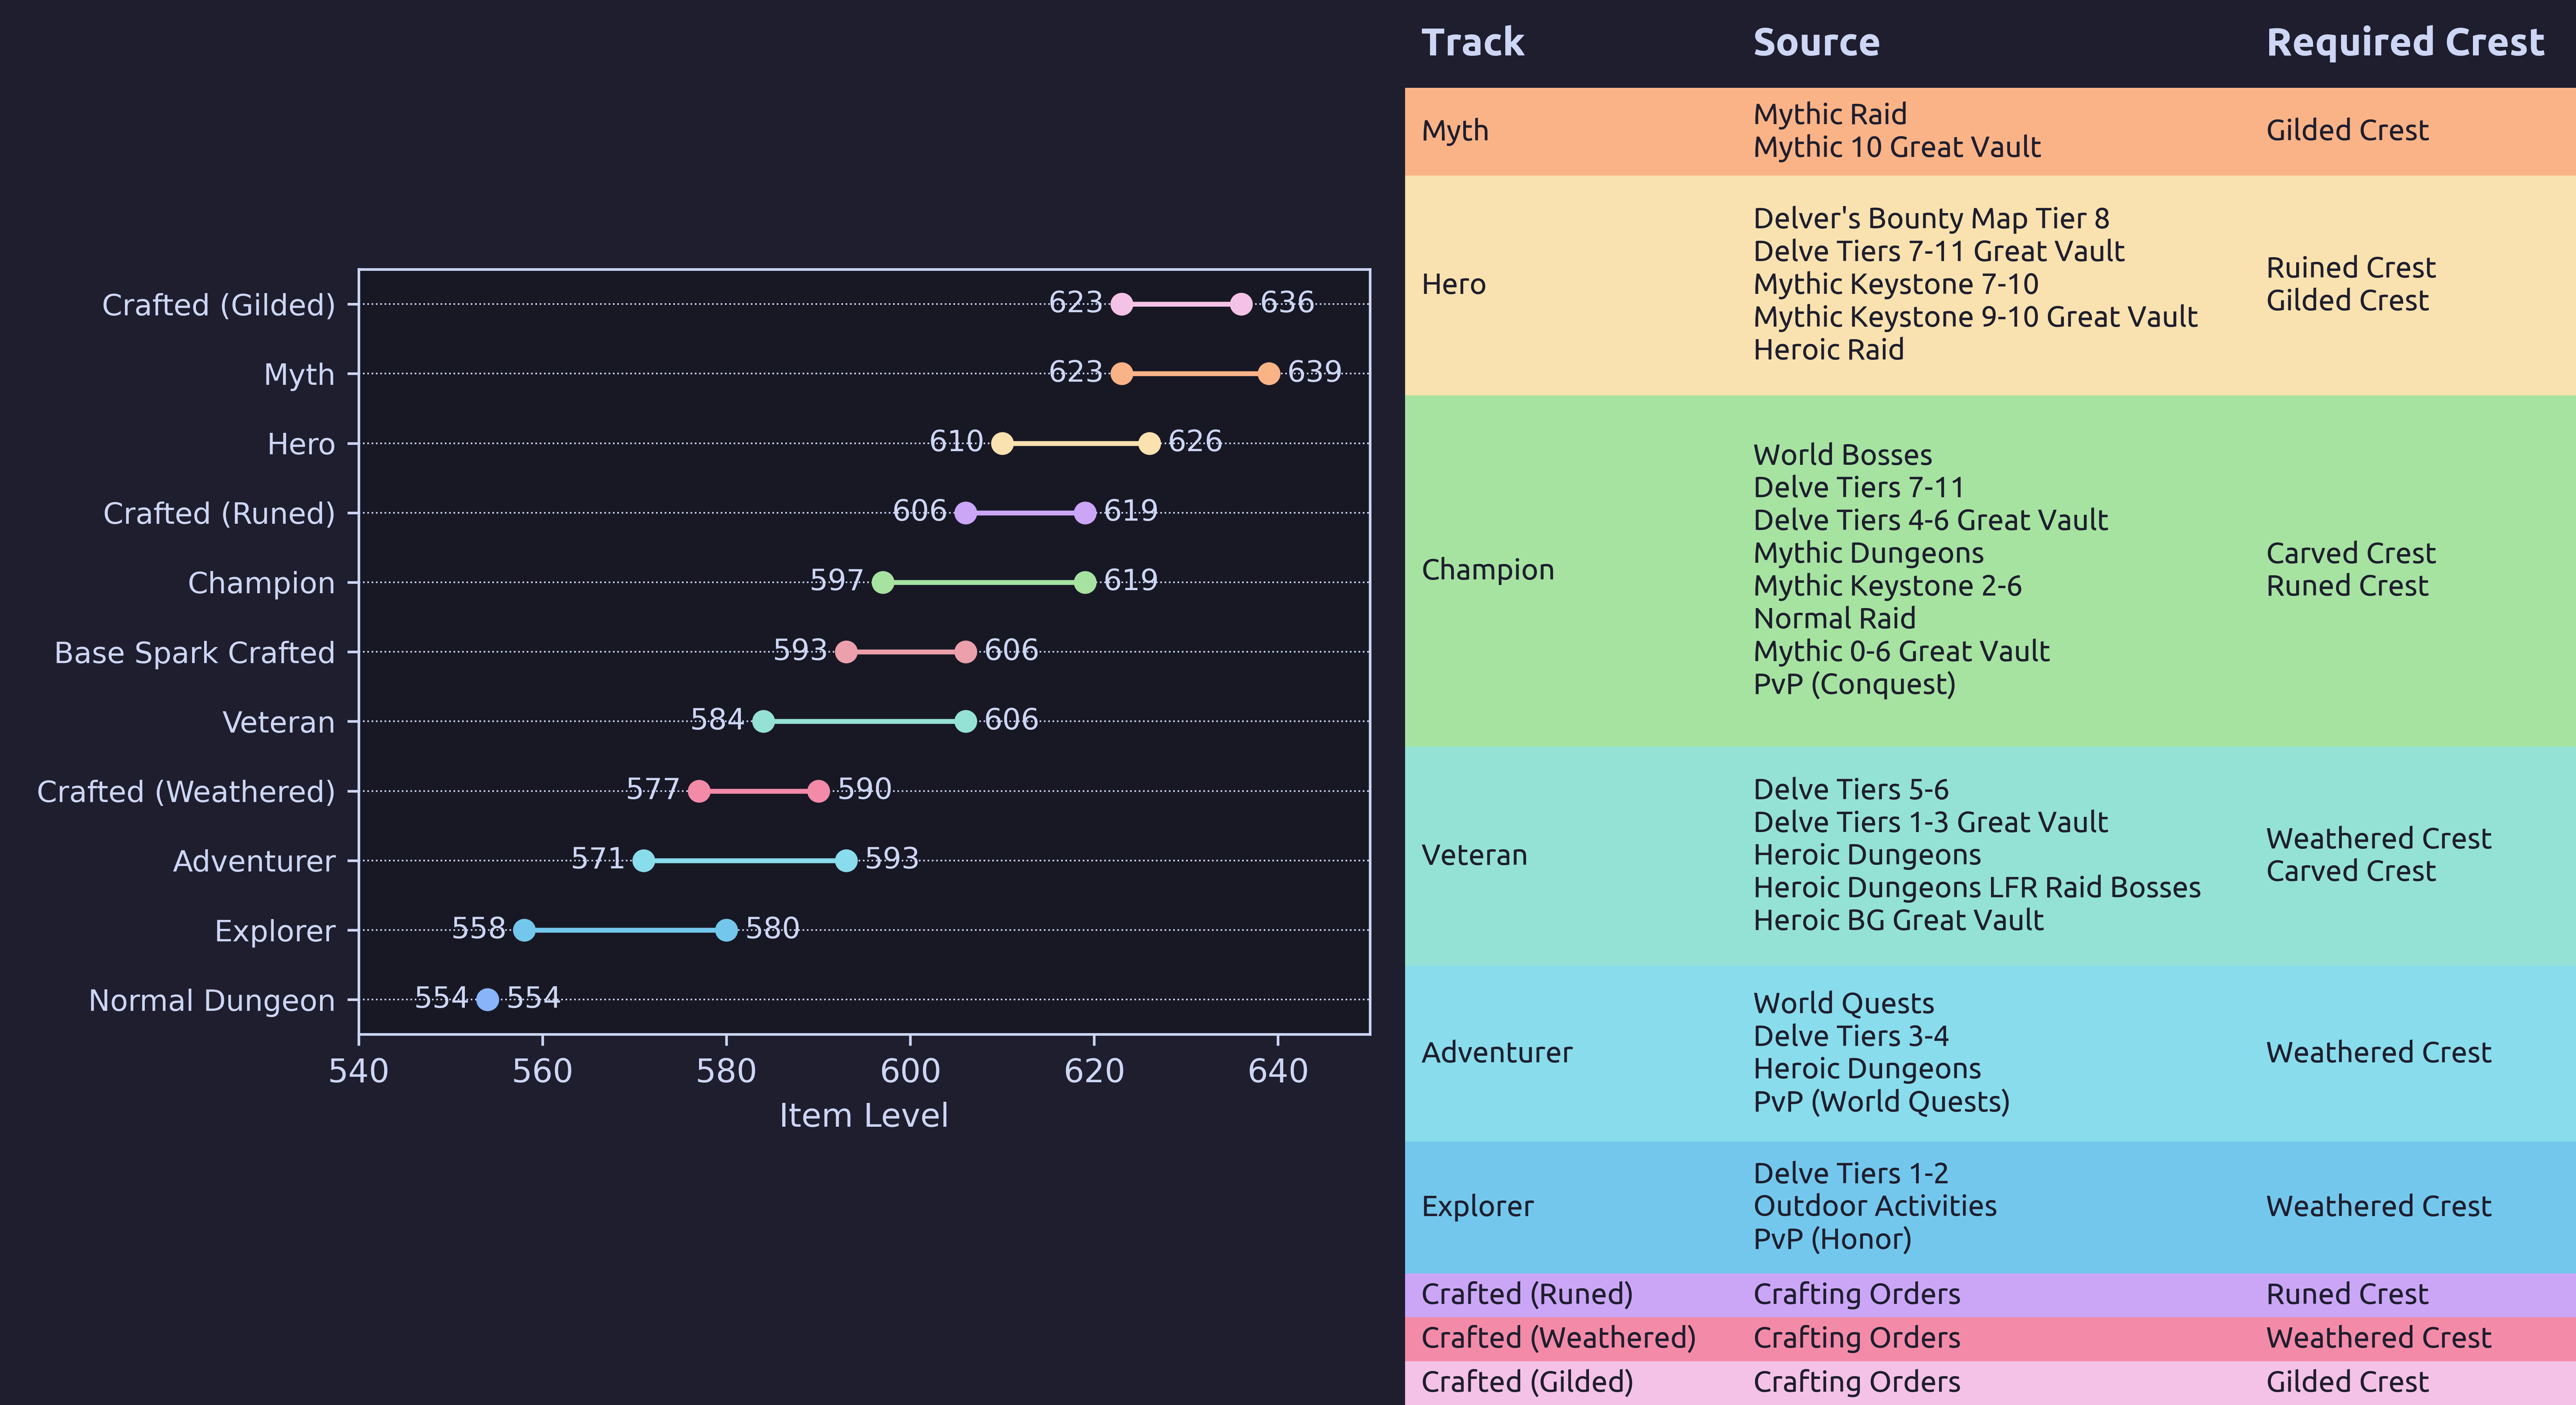 Crafted (Gilded)
623
636
Myth
623
639
Hero
610
626
Crafted (Runed)
606
619
Champion
597
619
Base Spark Crafted
593
606
Veteran
584
606
Crafted (Weathered)
577
590
Adventurer
571
593
Explorer
558
580
Normal Dungeon
554
554
540
560
580
600
620
640
Item Level
Track
Source
Required Crest
Myth
Mythic Raid
Mythic 10 Great Vault
Gilded Crest
Hero
Delver's Bounty Map Tier 8
Delve Tiers 7-11 Great Vault
Mythic Keystone 7-10
Mythic Keystone 9-10 Great Vault
Heroic Raid
Ruined Crest
Gilded Crest
Champion
World Bosses
Delve Tiers 7-11
Delve Tiers 4-6 Great Vault
Mythic Dungeons
Mythic Keystone 2-6
Normal Raid
Mythic 0-6 Great Vault
PvP (Conquest)
Carved Crest
Runed Crest
Veteran
Delve Tiers 5-6
Delve Tiers 1-3 Great Vault
Heroic Dungeons
Heroic Dungeons LFR Raid Bosses
Heroic BG Great Vault
Weathered Crest
Carved Crest
Adventurer
World Quests
Delve Tiers 3-4
Heroic Dungeons
PvP (World Quests)
Weathered Crest
Explorer
Delve Tiers 1-2
Outdoor Activities
PvP (Honor)
Weathered Crest
Crafted (Runed)
Crafting Orders
Runed Crest
Crafted (Weathered)
Crafting Orders
Weathered Crest
Crafted (Gilded)
Crafting Orders
Gilded Crest